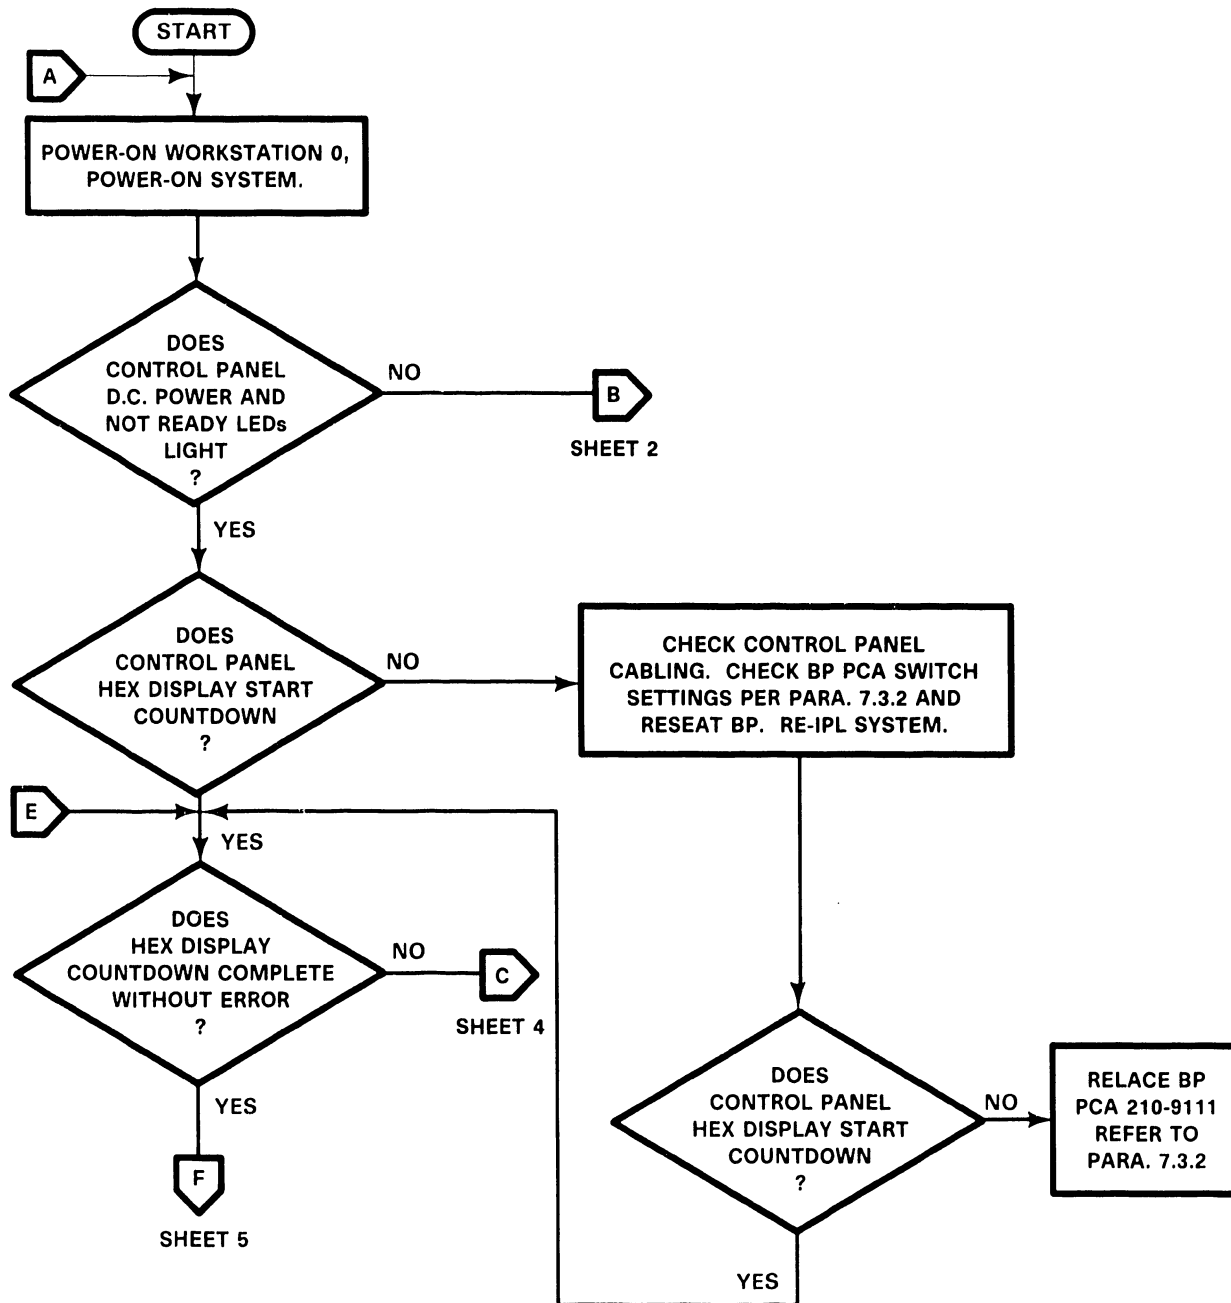 START
A
POWER-ON WORKSTATION 0,
POWER-ON SYSTEM.
DOES
CONTROL PANEL
D.C. POWER AND
NOT READY LEDs
LIGHT
?
NO
B
SHEET 2
YES
DOES
CONTROL PANEL
HEX DISPLAY START
COUNTDOWN
?
NO
CHECK CONTROL PANEL
CABLING. CHECK BP PCA SWITCH
SETTINGS PER PARA. 7.3.2 AND
RESEAT BP. RE-IPL SYSTEM.
E
YES
DOES
HEX DISPLAY
COUNTDOWN COMPLETE
WITHOUT ERROR
?
NO
C
SHEET 4
YES
F
SHEET 5
DOES
CONTROL PANEL
HEX DISPLAY START
COUNTDOWN
?
NO
RELACE BP
PCA 210-9111
REFER TO
PARA. 7.3.2
YES